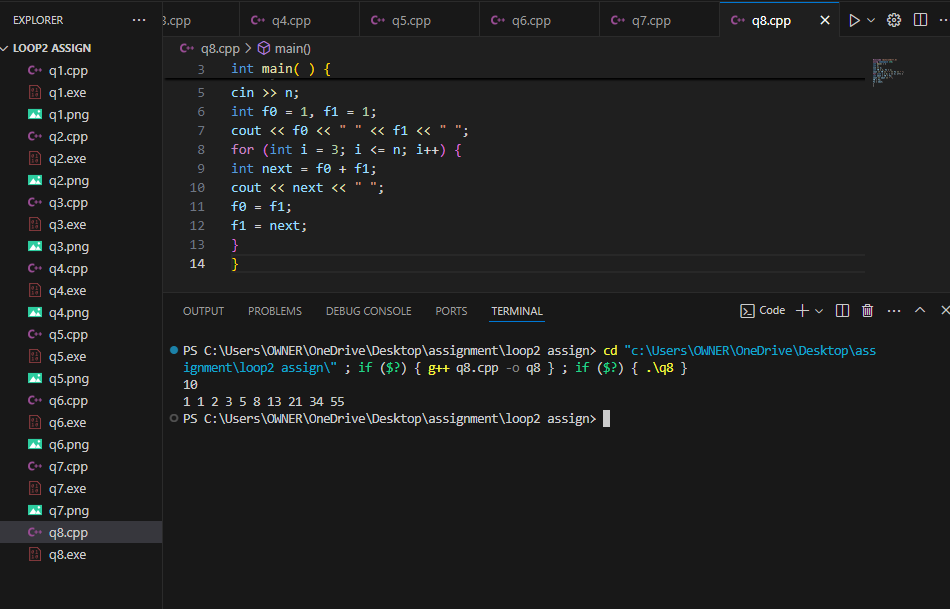 EXPLORER ...
LOOP2 ASSIGN
C++ q1.cpp
q1.exe
q1.png
C++ q2.cpp
q2.exe
q2.png
C++ q3.cpp
q3.exe
q3.png
C++ q4.cpp
q4.exe
q4.png
C++ q5.cpp
q5.exe
q5.png
C++ q6.cpp
q6.exe
q6.png
C++ q7.cpp
q7.exe
q7.png
C++ q8.cpp
q8.exe
3.cpp C++ q4.cpp C++ q5.cpp C++ q6.cpp C++ q7.cpp C++ q8.cpp
C++ q8.cpp > main()
3 int main( ) {
5 cin >> n;
6 int f0 = 1, f1 = 1;
7 cout << f0 << " " << f1 << " ";
8 for (int i = 3; i <= n; i++) {
9 int next = f0 + f1;
10 cout << next << " ";
11 f0 = f1;
12 f1 = next;
13 }
14 }
OUTPUT PROBLEMS DEBUG CONSOLE PORTS TERMINAL Code
PS C:\Users\OWNER\OneDrive\Desktop\assignment\loop2 assign> cd "c:\Users\OWNER\OneDrive\Desktop\ass
ignment\loop2 assign\" ; if ($?) { g++ q8.cpp -o q8 } ; if ($?) { .\q8 }
10
1 1 2 3 5 8 13 21 34 55
PS C:\Users\OWNER\OneDrive\Desktop\assignment\loop2 assign>